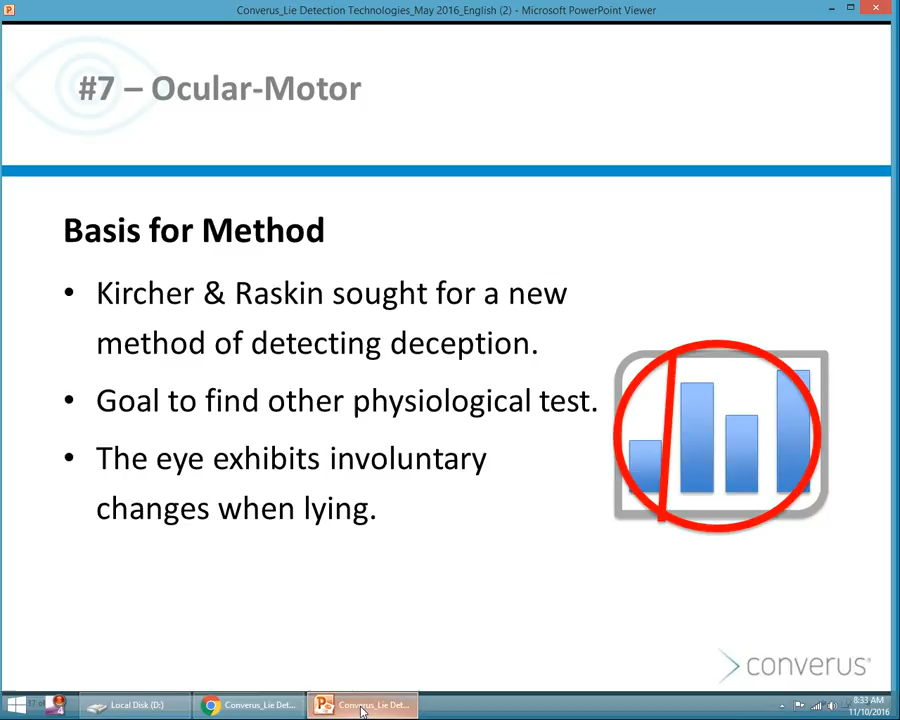 Converus_Lie Detection Technologies_May 2016_English (2) - Microsoft PowerPoint Viewer
#7 – Ocular-Motor
Basis for Method
• Kircher & Raskin sought for a new
method of detecting deception.
• Goal to find other physiological test.
• The eye exhibits involuntary
changes when lying.
converus®
Local Disk (D:)
Converus_Lie Det...
Converus_Lie Det...
8:33 AM
11/10/2016